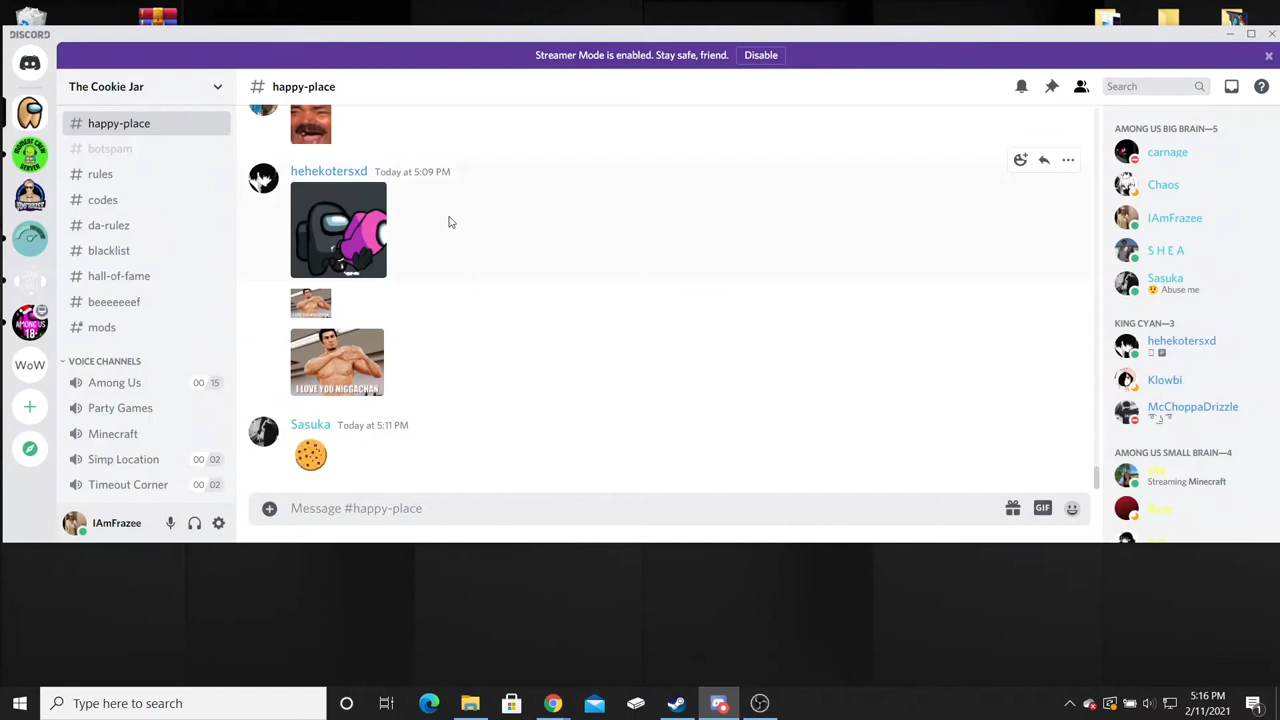 DISCORD
Streamer Mode is enabled. Stay safe, friend.
Disable
The Cookie Jar
# happy-place
Search
# happy-place
# botspam
# rules
# codes
# da-rulez
# blacklist
# hall-of-fame
# beeeeeeef
# mods
VOICE CHANNELS
Among Us 00 15
Party Games
Minecraft
Simp Location 00 02
Timeout Corner 00 02
IAmFrazee
AMONG US 18+
WoW
hehekotersxd Today at 5:09 PM
I LOVE YOU NIGGACHAN
Sasuka Today at 5:11 PM
Message #happy-place
GIF
AMONG US BIG BRAIN—5
carnage
Chaos
IAmFrazee
S H E A
Sasuka
Abuse me
KING CYAN—3
hehekotersxd
Klowbi
McChoppaDrizzle
AMONG US SMALL BRAIN—4
Streaming Minecraft
Type here to search
5:16 PM
2/11/2021